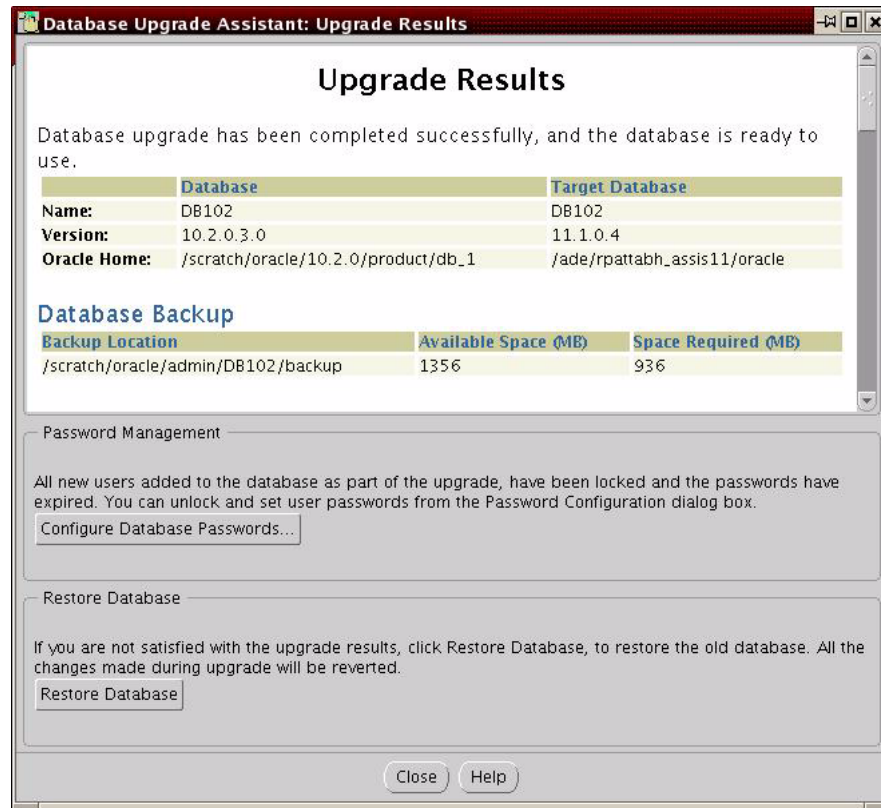 Database Upgrade Assistant: Upgrade Results
Upgrade Results
Database upgrade has been completed successfully, and the database is ready to
use.
Database Target Database
Name: DB102 DB102
Version: 10.2.0.3.0 11.1.0.4
Oracle Home: /scratch/oracle/10.2.0/product/db_1 /ade/rpattabh_assis11/oracle
Database Backup
Backup Location Available Space (MB) Space Required (MB)
/scratch/oracle/admin/DB102/backup 1356 936
Password Management
All new users added to the database as part of the upgrade, have been locked and the passwords have
expired. You can unlock and set user passwords from the Password Configuration dialog box.
Configure Database Passwords...
Restore Database
If you are not satisfied with the upgrade results, click Restore Database, to restore the old database. All the
changes made during upgrade will be reverted.
Restore Database
Close Help